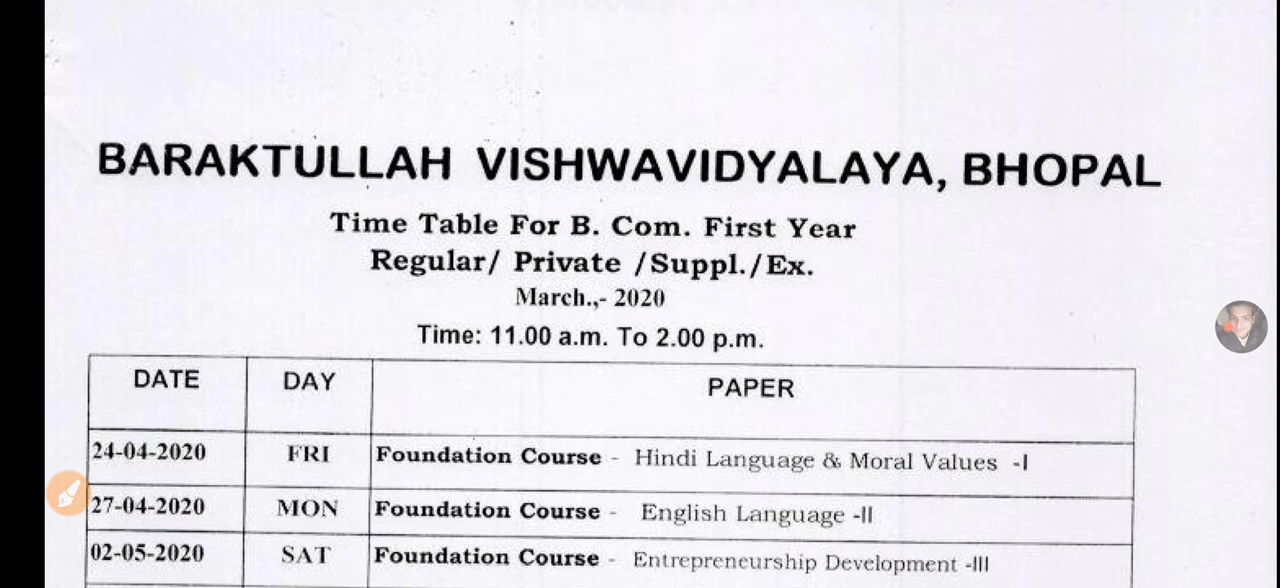 BARAKTULLAH VISHWAVIDYALAYA, BHOPAL
Time Table For B. Com. First Year
Regular/ Private /Suppl./Ex.
March.,- 2020
Time: 11.00 a.m. To 2.00 p.m.
DATE DAY PAPER
24-04-2020 FRI Foundation Course - Hindi Language & Moral Values -I
27-04-2020 MON Foundation Course - English Language -II
02-05-2020 SAT Foundation Course - Entrepreneurship Development -III